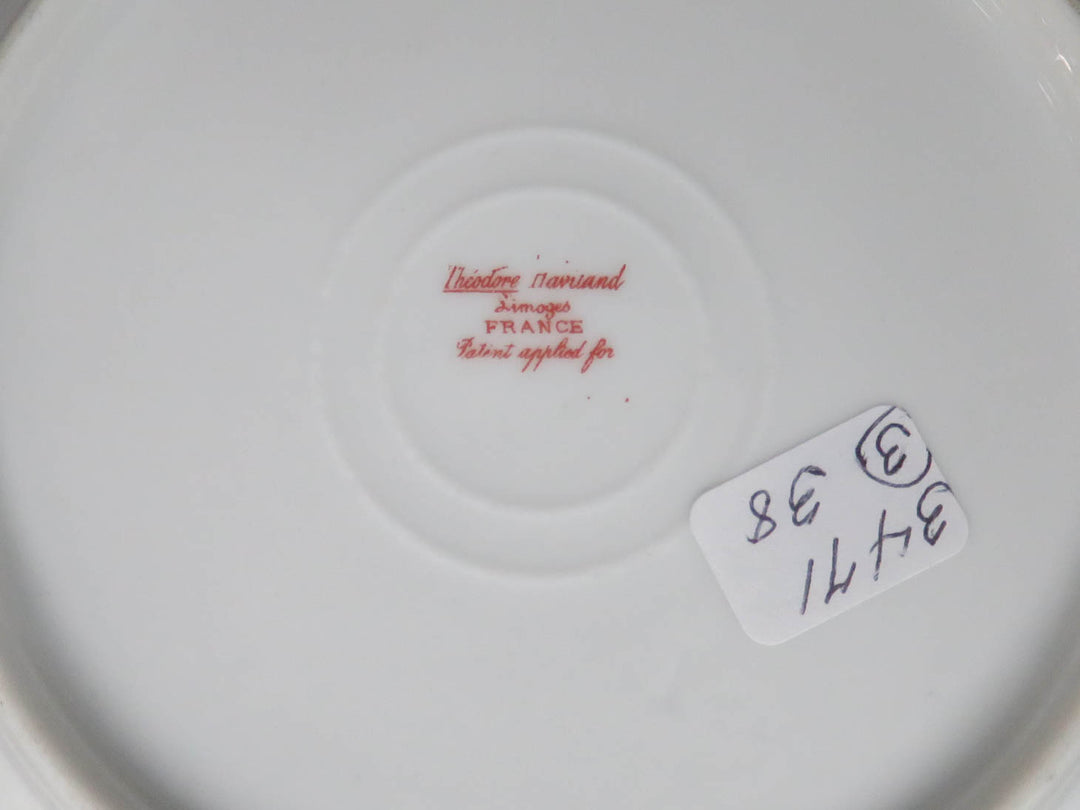 Théodore Haviland
Limoges
FRANCE
Patent applied for
3471
38
3